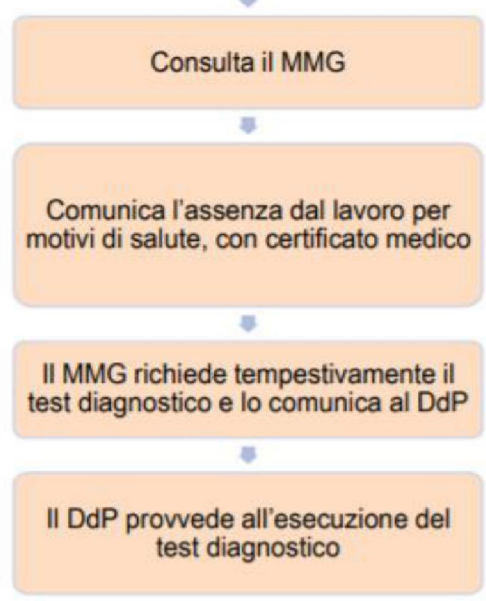 Consulta il MMG
Comunica l'assenza dal lavoro per
motivi di salute, con certificato medico
Il MMG richiede tempestivamente il
test diagnostico e lo comunica al DdP
Il DdP provvede all'esecuzione del
test diagnostico